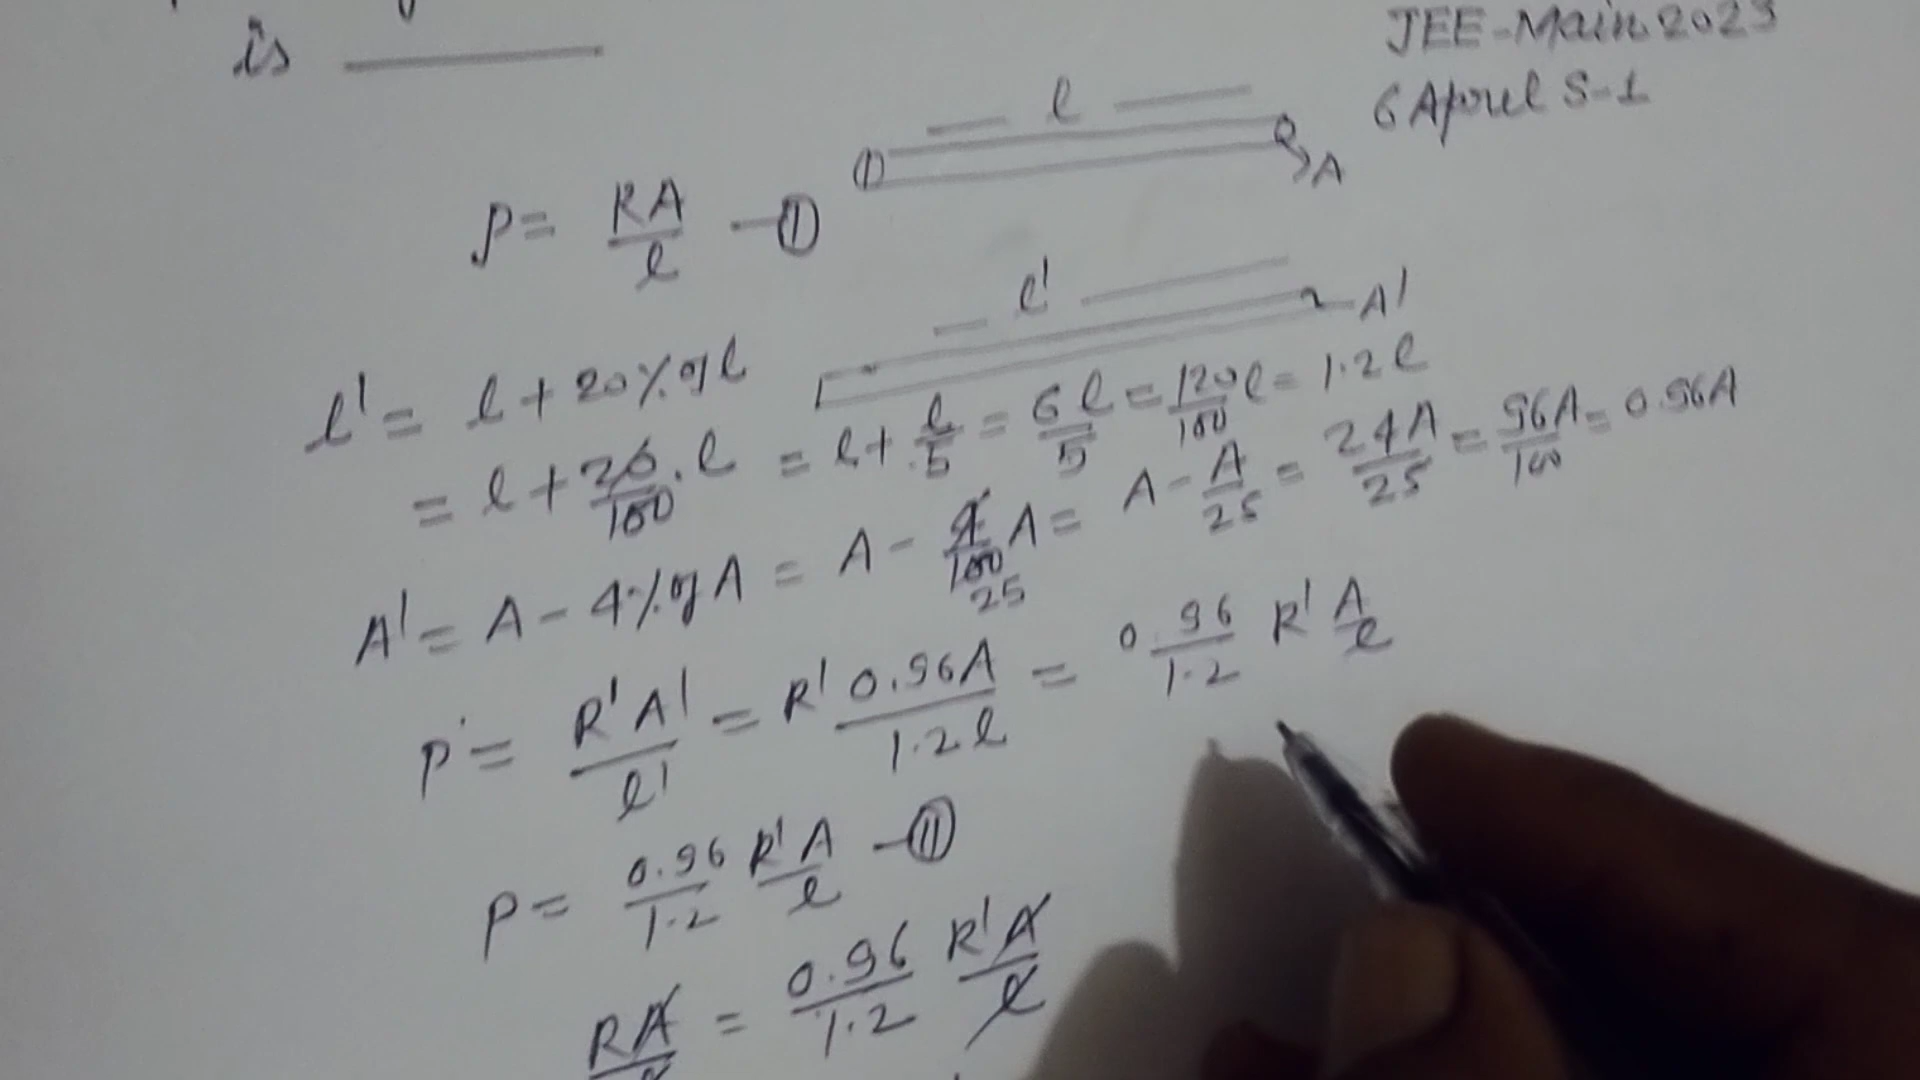 is
JEE-Main 2023
6 April S-1
l
A
ρ = RA/l —(I)
l'
A'
l' = l + 20% of l
= l + 20/100 . l = l + l/5 = 6l/5 = 120/100 l = 1.2 l
A' = A - 4% of A = A - 4/100 A = A - A/25 = 24A/25 = 96A/100 = 0.96A
25
ρ = R'A'/l' = R' 0.96A/1.2l = 0.96/1.2 R' A/l
ρ = 0.96/1.2 R'A/l —(II)
RA/l = 0.96/1.2 R'A/l